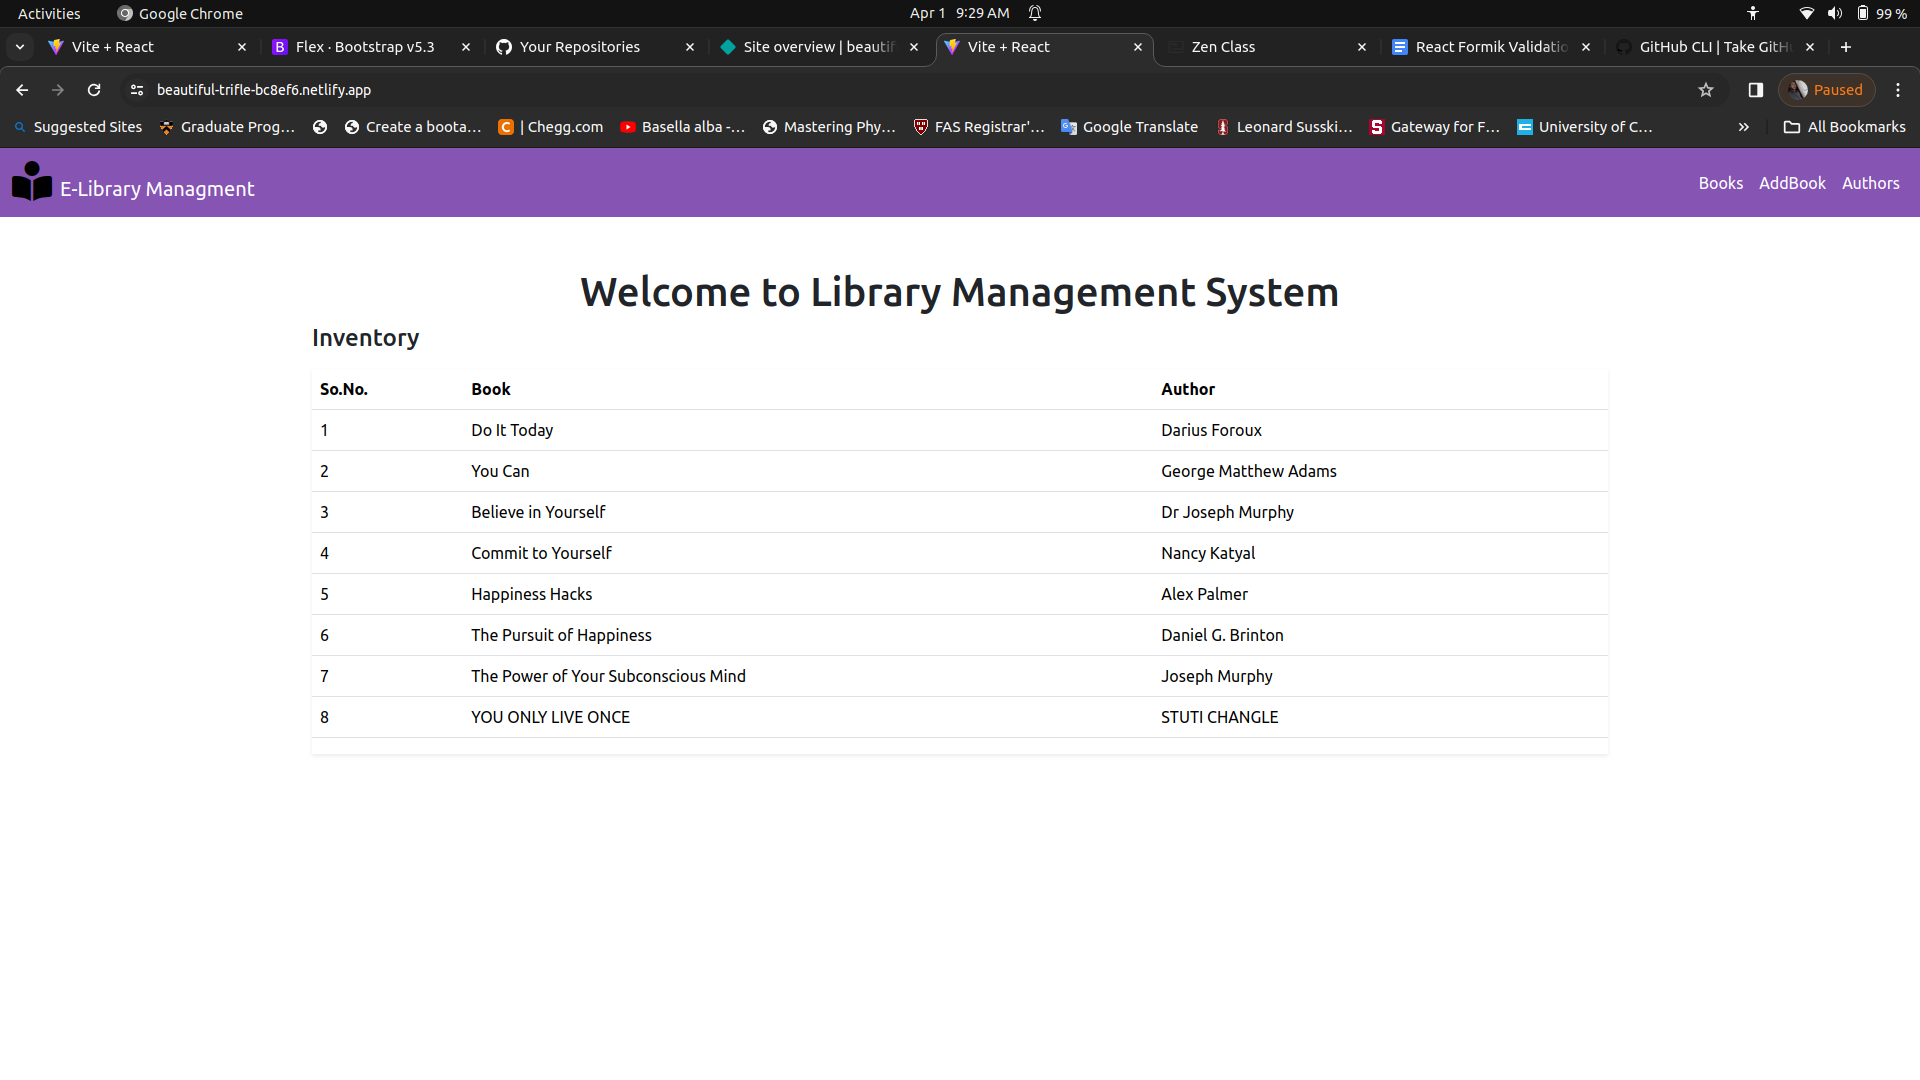 Activities Google Chrome Apr 1 9:29 AM 99 %
Vite + React Flex · Bootstrap v5.3 Your Repositories Site overview | beautif Vite + React Zen Class React Formik Validatio GitHub CLI | Take GitH
beautiful-trifle-bc8ef6.netlify.app Paused
Suggested Sites Graduate Prog... Create a boota... | Chegg.com Basella alba -... Mastering Phy... FAS Registrar'... Google Translate Leonard Susski... Gateway for F... University of C... All Bookmarks
E-Library Managment Books AddBook Authors
Welcome to Library Management System
Inventory
So.No. Book Author
1 Do It Today Darius Foroux
2 You Can George Matthew Adams
3 Believe in Yourself Dr Joseph Murphy
4 Commit to Yourself Nancy Katyal
5 Happiness Hacks Alex Palmer
6 The Pursuit of Happiness Daniel G. Brinton
7 The Power of Your Subconscious Mind Joseph Murphy
8 YOU ONLY LIVE ONCE STUTI CHANGLE